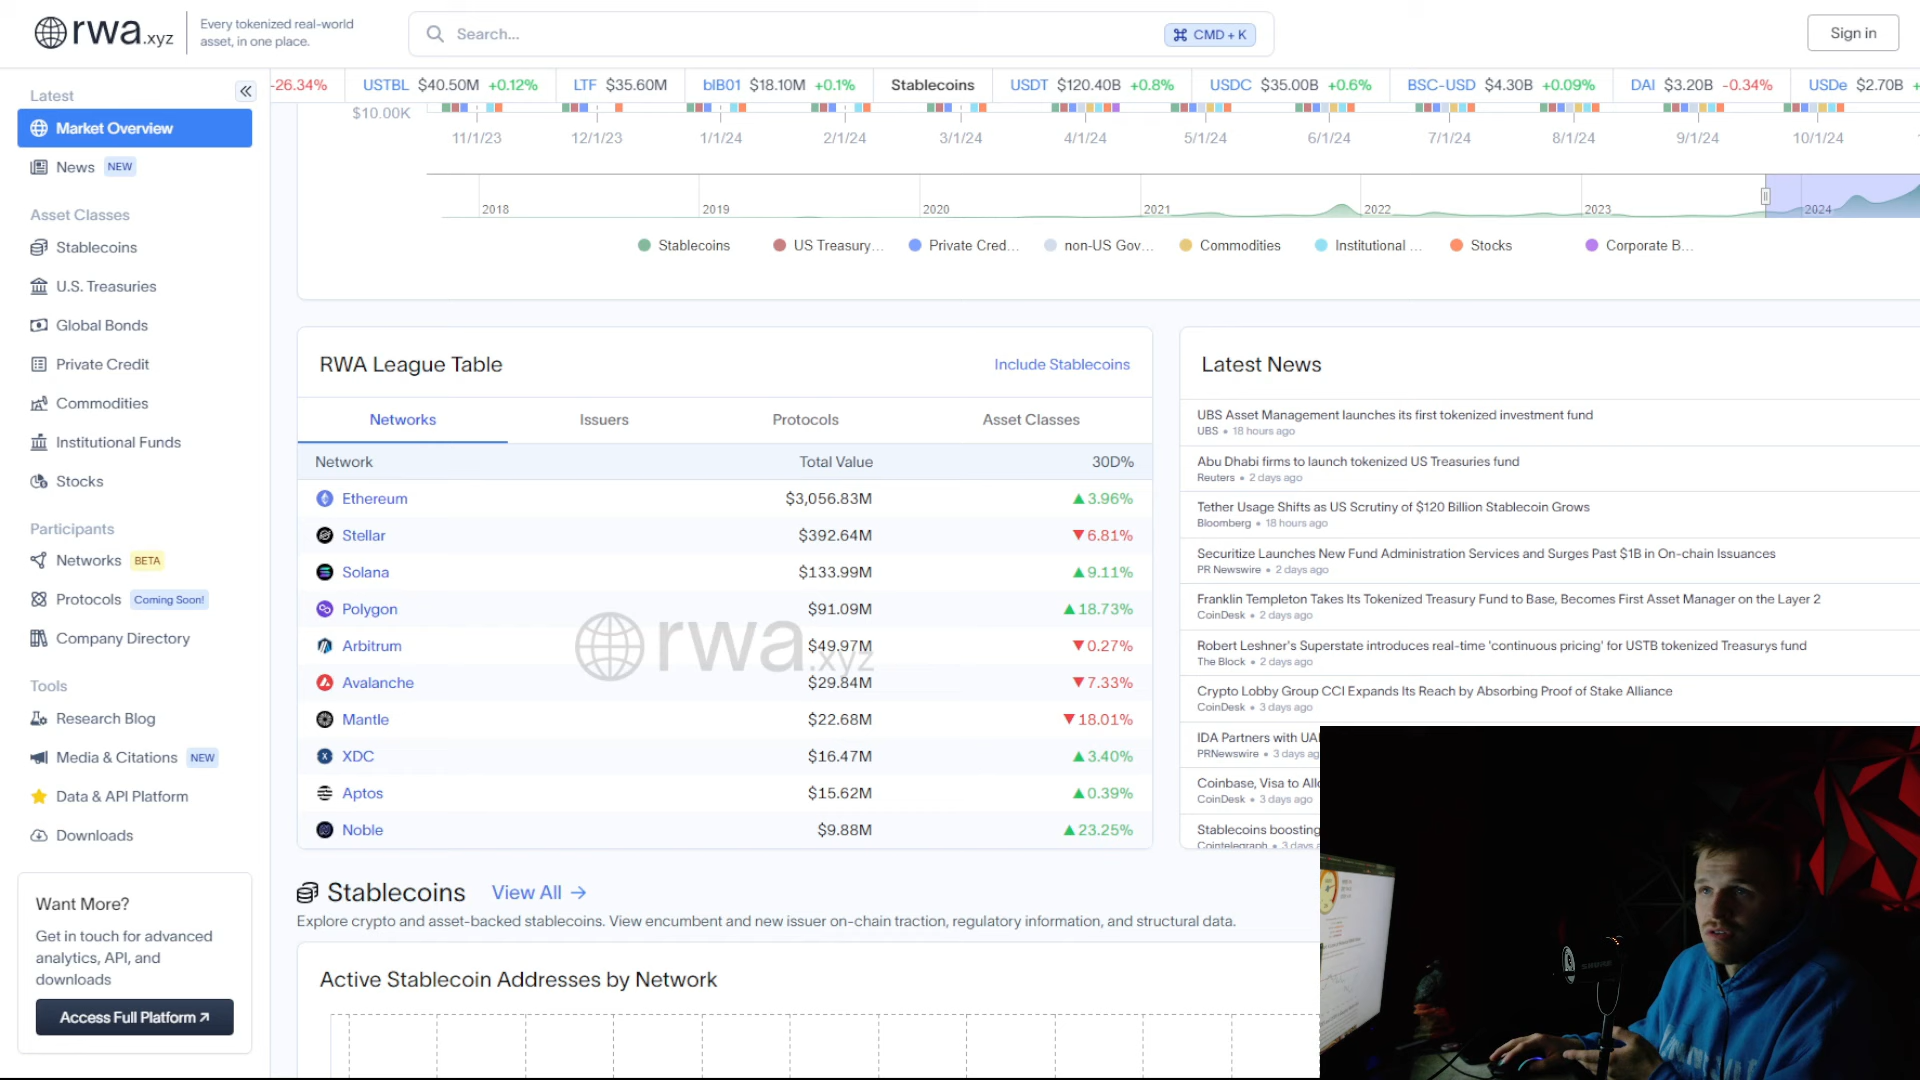 rwa.xyz
Every tokenized real-world
asset, in one place.
Search...
CMD + K
Sign in
-26.34%
USTBL $40.50M +0.12%
LTF $35.60M
bIB01 $18.10M +0.1%
Stablecoins
USDT $120.40B +0.8%
USDC $35.00B +0.6%
BSC-USD $4.30B +0.09%
DAI $3.20B -0.34%
USDe $2.70B
Latest
Market Overview
News NEW
Asset Classes
Stablecoins
U.S. Treasuries
Global Bonds
Private Credit
Commodities
Institutional Funds
Stocks
Participants
Networks BETA
Protocols Coming Soon!
Company Directory
Tools
Research Blog
Media & Citations NEW
Data & API Platform
Downloads
Want More?
Get in touch for advanced
analytics, API, and
downloads
Access Full Platform ↗
$10.00K
11/1/23 12/1/23 1/1/24 2/1/24 3/1/24 4/1/24 5/1/24 6/1/24 7/1/24 8/1/24 9/1/24 10/1/24
2018 2019 2020 2021 2022 2023 2024
Stablecoins US Treasury... Private Cred... non-US Gov... Commodities Institutional ... Stocks Corporate B...
RWA League Table
Include Stablecoins
Networks Issuers Protocols Asset Classes
Network Total Value 30D%
Ethereum $3,056.83M ▲3.96%
Stellar $392.64M ▼6.81%
Solana $133.99M ▲9.11%
Polygon $91.09M ▲18.73%
Arbitrum $49.97M ▼0.27%
Avalanche $29.84M ▼7.33%
Mantle $22.68M ▼18.01%
XDC $16.47M ▲3.40%
Aptos $15.62M ▲0.39%
Noble $9.88M ▲23.25%
rwa.xyz
Latest News
UBS Asset Management launches its first tokenized investment fund
UBS • 18 hours ago
Abu Dhabi firms to launch tokenized US Treasuries fund
Reuters • 2 days ago
Tether Usage Shifts as US Scrutiny of $120 Billion Stablecoin Grows
Bloomberg • 18 hours ago
Securitize Launches New Fund Administration Services and Surges Past $1B in On-chain Issuances
PR Newswire • 2 days ago
Franklin Templeton Takes Its Tokenized Treasury Fund to Base, Becomes First Asset Manager on the Layer 2
CoinDesk • 2 days ago
Robert Leshner's Superstate introduces real-time 'continuous pricing' for USTB tokenized Treasurys fund
The Block • 2 days ago
Crypto Lobby Group CCI Expands Its Reach by Absorbing Proof of Stake Alliance
CoinDesk • 3 days ago
IDA Partners with UA
PRNewswire • 3 days ag
Coinbase, Visa to All
CoinDesk • 3 days ago
Stablecoins boosting
Cointelegraph • 3 days a
Stablecoins View All →
Explore crypto and asset-backed stablecoins. View encumbent and new issuer on-chain traction, regulatory information, and structural data.
Active Stablecoin Addresses by Network
SHURE